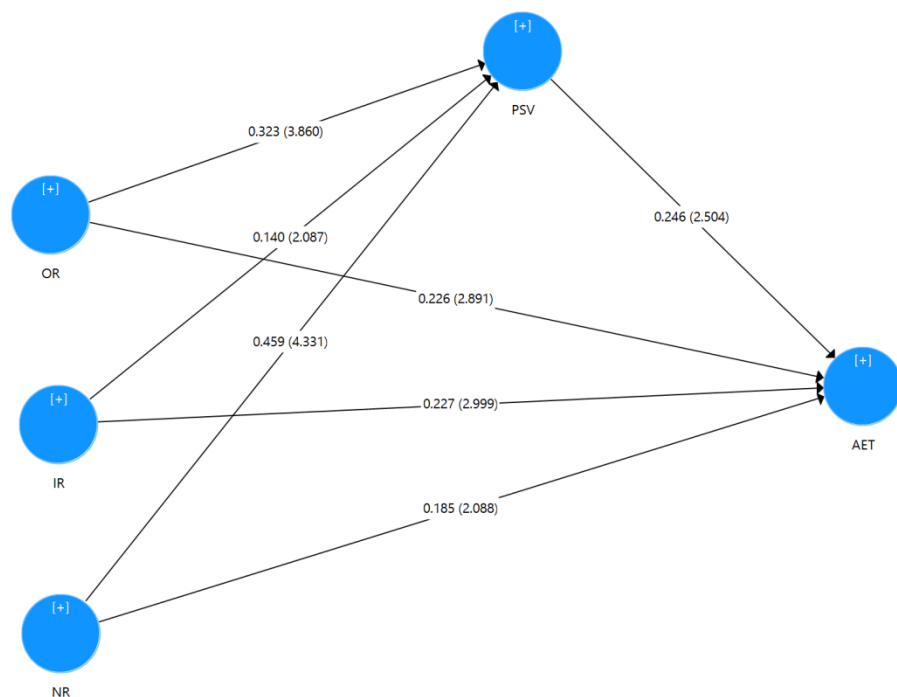 [+]
PSV
0.323 (3.860)
[+]
0.246 (2.504)
0.140 (2.087)
OR
0.226 (2.891)
0.459 (4.331)
[+]
[+]
0.227 (2.999)
AET
IR
0.185 (2.088)
[+]
NR